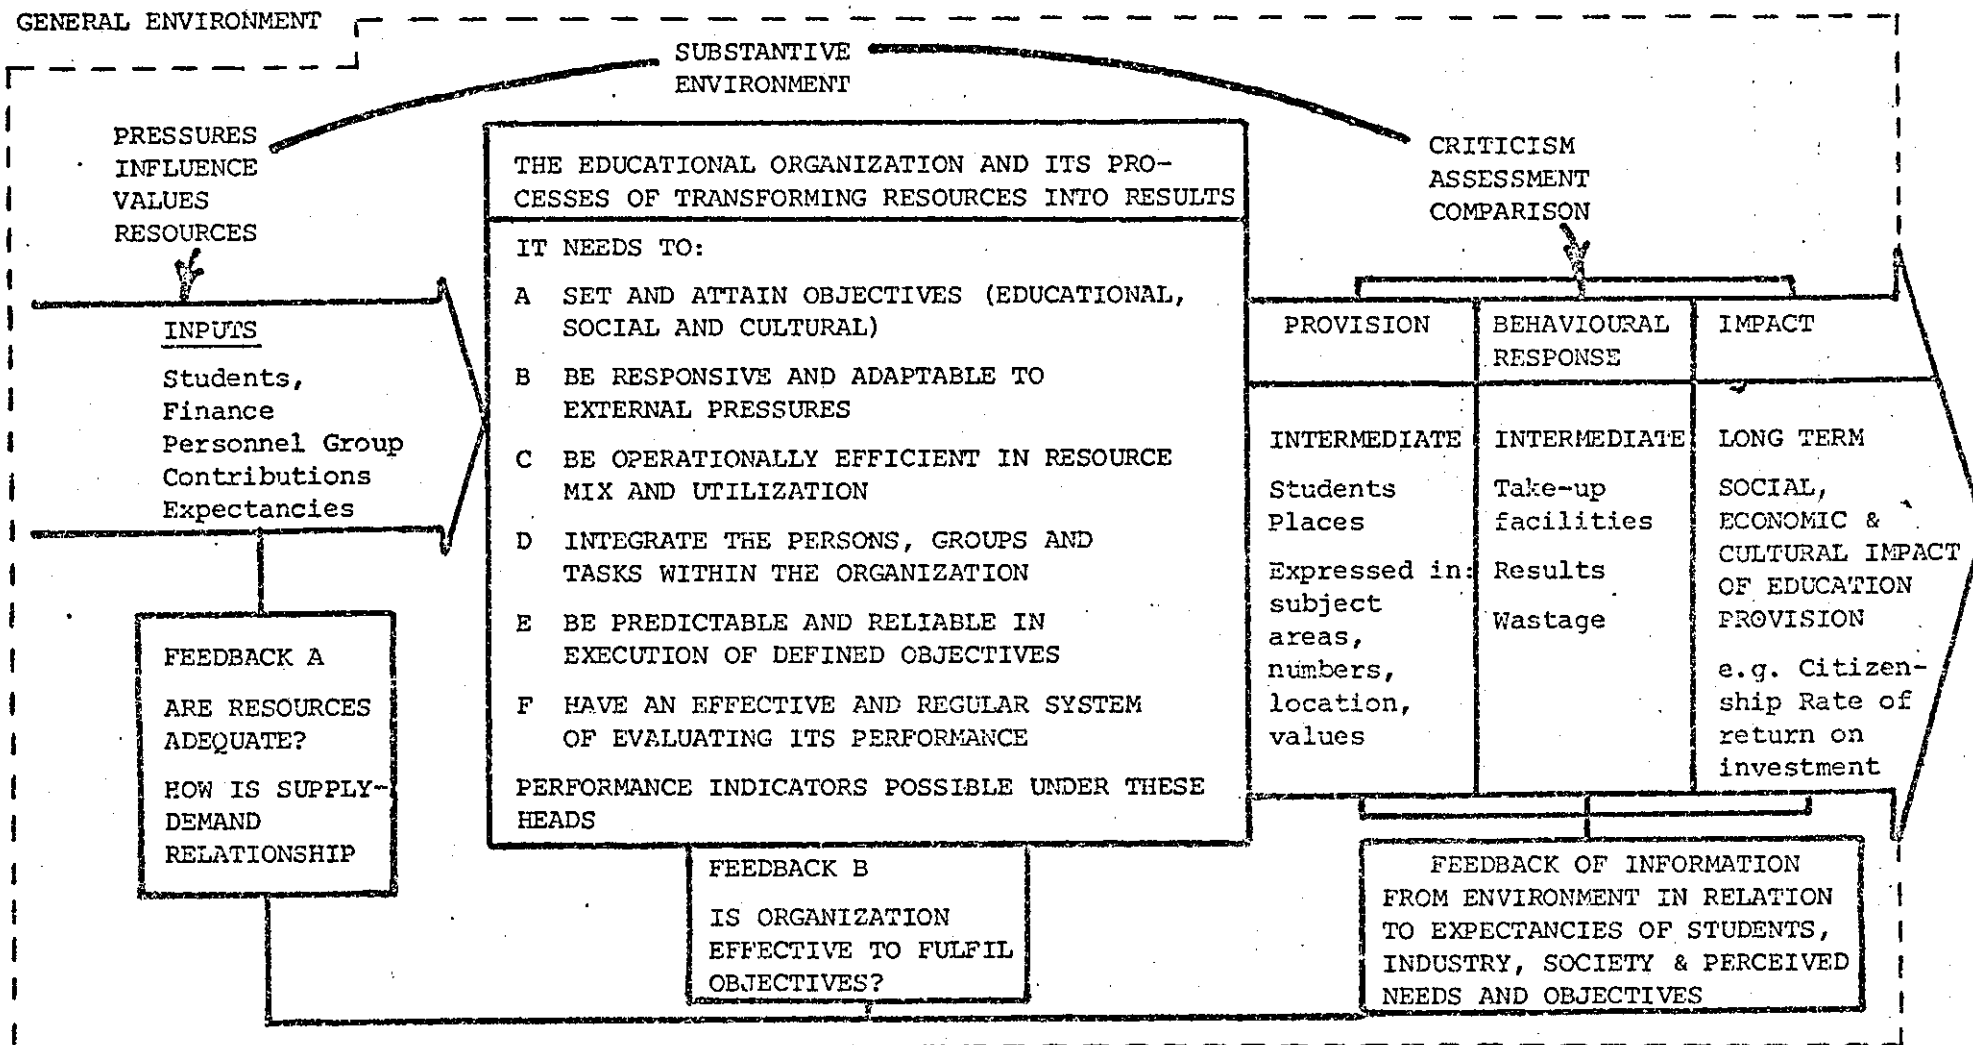 GENERAL ENVIRONMENT
SUBSTANTIVE
ENVIRONMENT
PRESSURES
INFLUENCE
VALUES
RESOURCES
CRITICISM
ASSESSMENT
COMPARISON
INPUTS
Students,
Finance
Personnel Group
Contributions
Expectancies
THE EDUCATIONAL ORGANIZATION AND ITS PRO-
CESSES OF TRANSFORMING RESOURCES INTO RESULTS
IT NEEDS TO:
A SET AND ATTAIN OBJECTIVES (EDUCATIONAL,
SOCIAL AND CULTURAL)
B BE RESPONSIVE AND ADAPTABLE TO
EXTERNAL PRESSURES
C BE OPERATIONALLY EFFICIENT IN RESOURCE
MIX AND UTILIZATION
D INTEGRATE THE PERSONS, GROUPS AND
TASKS WITHIN THE ORGANIZATION
E BE PREDICTABLE AND RELIABLE IN
EXECUTION OF DEFINED OBJECTIVES
F HAVE AN EFFECTIVE AND REGULAR SYSTEM
OF EVALUATING ITS PERFORMANCE
PERFORMANCE INDICATORS POSSIBLE UNDER THESE
HEADS
PROVISION
INTERMEDIATE
Students
Places
Expressed in:
subject
areas,
numbers,
location,
values
BEHAVIOURAL
RESPONSE
INTERMEDIATE
Take-up
facilities
Results
Wastage
IMPACT
LONG TERM
SOCIAL,
ECONOMIC &
CULTURAL IMPACT
OF EDUCATION
PROVISION
e.g. Citizen-
ship Rate of
return on
investment
FEEDBACK A
ARE RESOURCES
ADEQUATE?
HOW IS SUPPLY-
DEMAND
RELATIONSHIP
FEEDBACK B
IS ORGANIZATION
EFFECTIVE TO FULFIL
OBJECTIVES?
FEEDBACK OF INFORMATION
FROM ENVIRONMENT IN RELATION
TO EXPECTANCIES OF STUDENTS,
INDUSTRY, SOCIETY & PERCEIVED
NEEDS AND OBJECTIVES